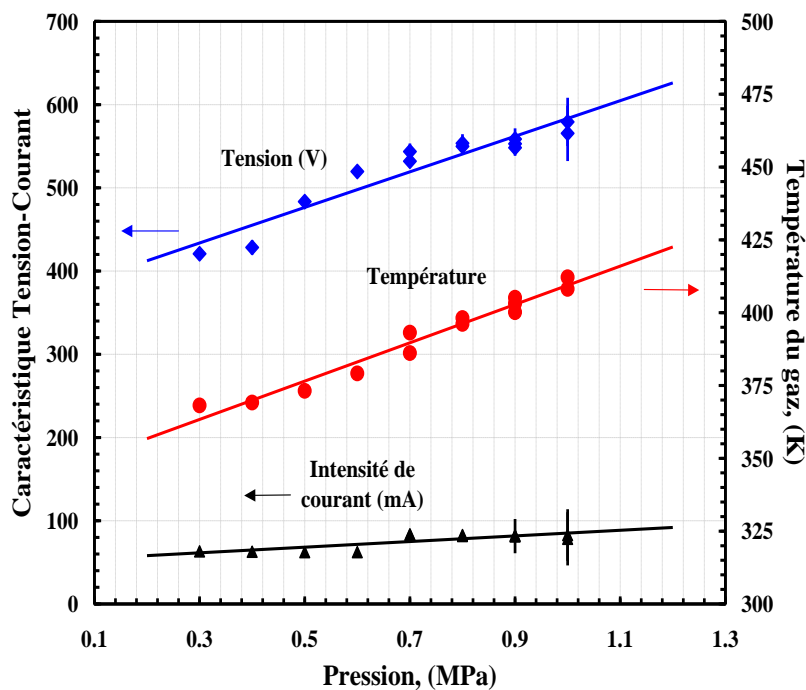 700
600
500
400
300
200
100
0
Caractéristique Tension-Courant
500
475
450
425
400
375
350
325
300
Température du gaz, (K)
Tension (V)
Température
Intensité de
courant (mA)
0.1 0.3 0.5 0.7 0.9 1.1 1.3
Pression, (MPa)